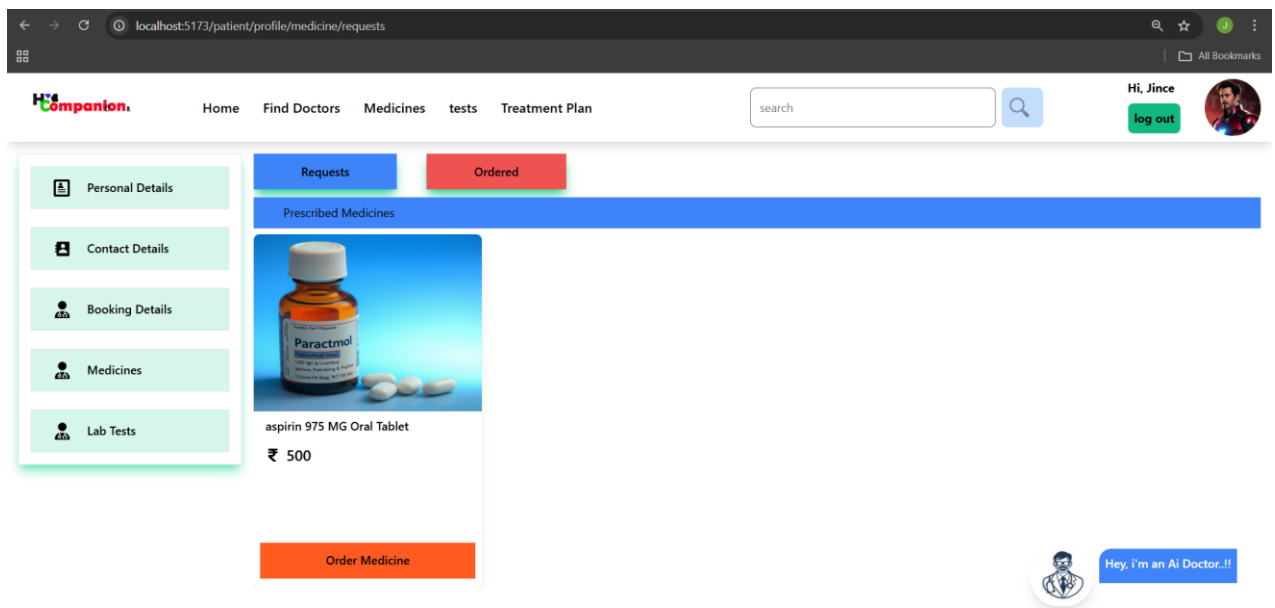 localhost:5173/patient/profile/medicine/requests
J
All Bookmarks
Companion.
Home Find Doctors Medicines tests Treatment Plan
search
Hi, Jince
log out
Personal Details
Contact Details
Booking Details
Medicines
Lab Tests
Requests Ordered
Prescribed Medicines
Paractmol
aspirin 975 MG Oral Tablet
₹ 500
Order Medicine
Hey, i'm an Ai Doctor..!!